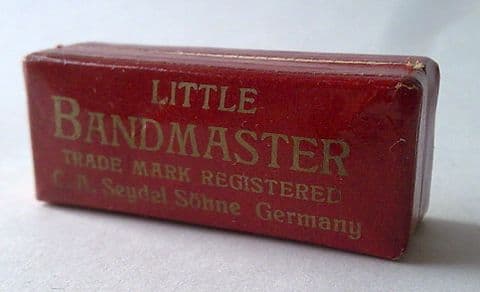 LITTLE
BANDMASTER
TRADE MARK REGISTERED
C. A. Seydel Söhne Germany